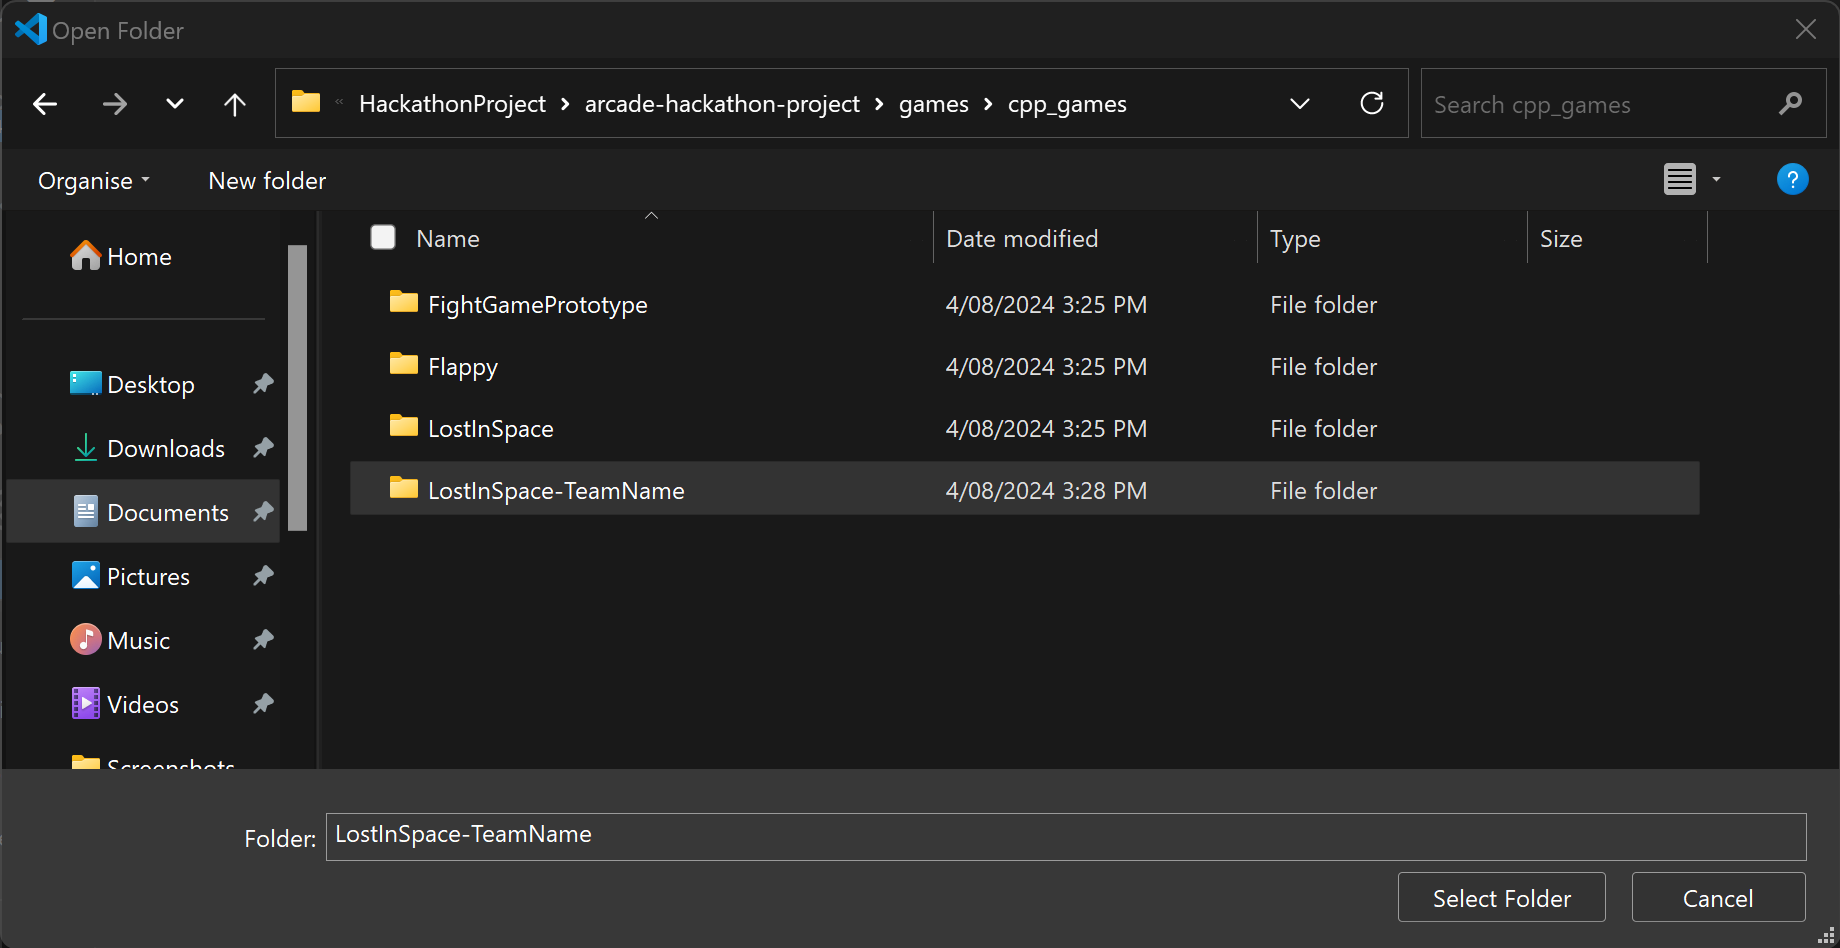 Open Folder
« HackathonProject > arcade-hackathon-project > games > cpp_games
Search cpp_games
Organise
New folder
?
Name
Date modified
Type
Size
Home
Desktop
Downloads
Documents
Pictures
Music
Videos
Screenshots
FightGamePrototype 4/08/2024 3:25 PM File folder
Flappy 4/08/2024 3:25 PM File folder
LostInSpace 4/08/2024 3:25 PM File folder
LostInSpace-TeamName 4/08/2024 3:28 PM File folder
Folder: LostInSpace-TeamName
Select Folder
Cancel